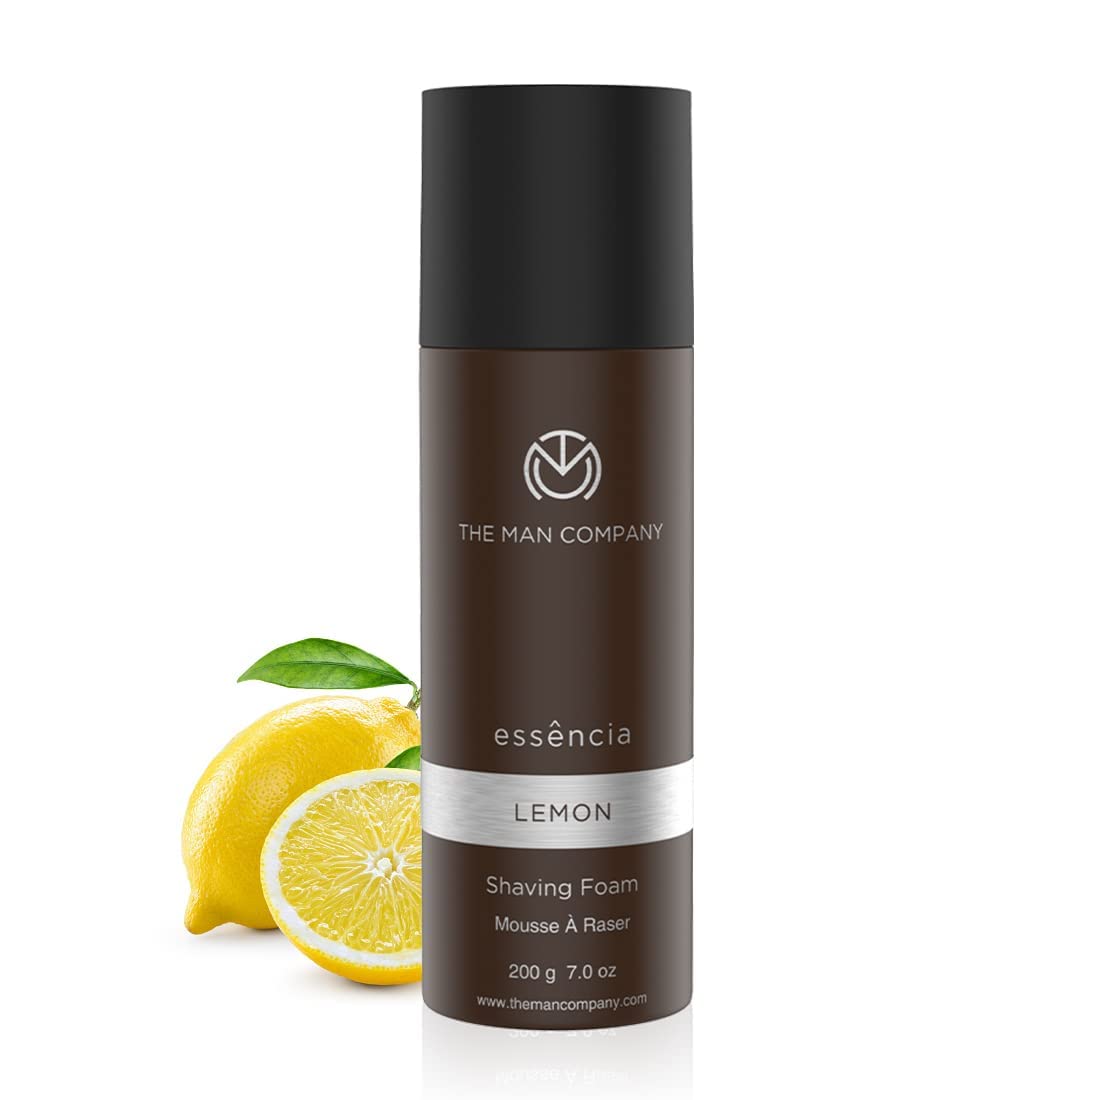 THE MAN COMPANY
essência
LEMON
Shaving Foam
Mousse À Raser
200 g 7.0 oz
www.themancompany.com